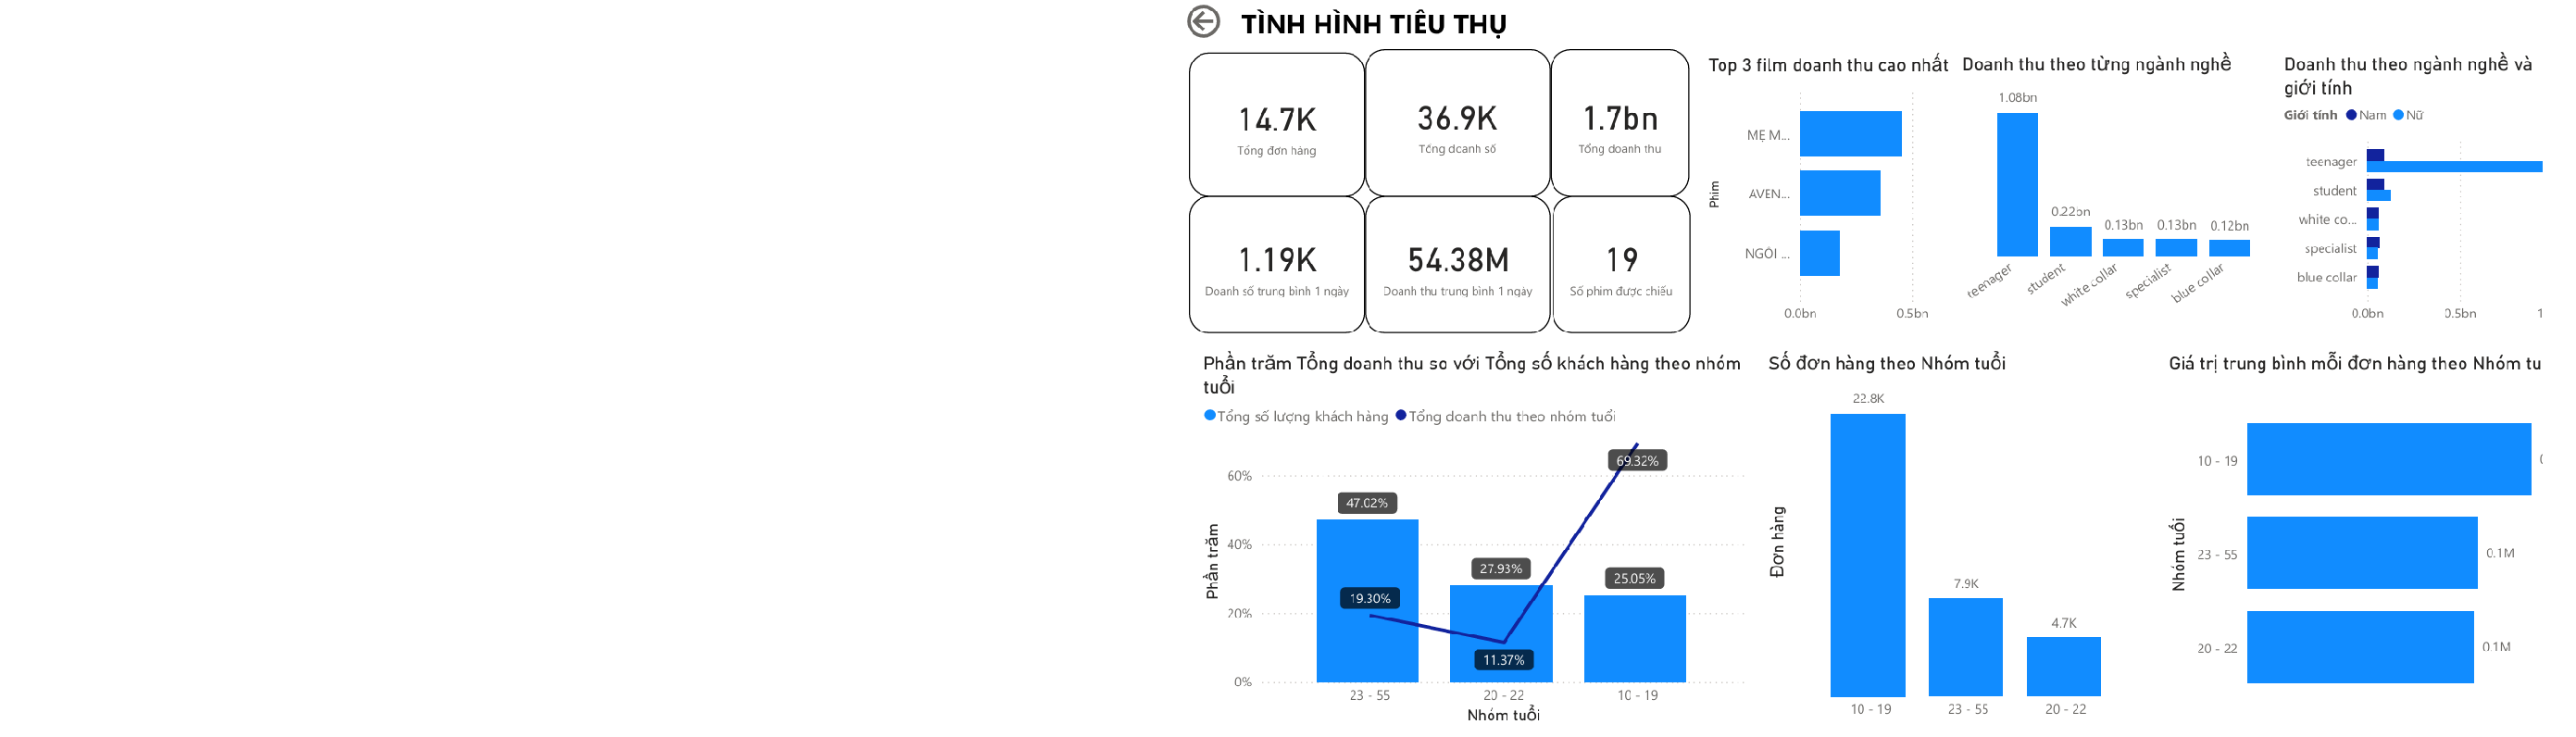 TÌNH HÌNH TIÊU THỤ
14.7K
Tổng đơn hàng
36.9K
Tổng doanh số
1.7bn
Tổng doanh thu
1.19K
Doanh số trung bình 1 ngày
54.38M
Doanh thu trung bình 1 ngày
19
Số phim được chiếu
Top 3 film doanh thu cao nhất
Phim
MẸ M...
AVEN...
NGÔI ...
0.0bn
0.5bn
Doanh thu theo từng ngành nghề
1.08bn
0.22bn
0.13bn
0.13bn
0.12bn
teenager
student
white collar
specialist
blue collar
Doanh thu theo ngành nghề và
giới tính
Giới tính Nam Nữ
teenager
student
white co...
specialist
blue collar
0.0bn
0.5bn
1
Phần trăm Tổng doanh thu so với Tổng số khách hàng theo nhóm
tuổi
Tổng số lượng khách hàng Tổng doanh thu theo nhóm tuổi
Phần trăm
60%
40%
20%
0%
47.02%
19.30%
27.93%
11.37%
69.32%
25.05%
23 - 55
20 - 22
10 - 19
Nhóm tuổi
Số đơn hàng theo Nhóm tuổi
Đơn hàng
22.8K
7.9K
4.7K
10 - 19
23 - 55
20 - 22
Giá trị trung bình mỗi đơn hàng theo Nhóm tu
Nhóm tuổi
10 - 19
23 - 55
0.1M
20 - 22
0.1M